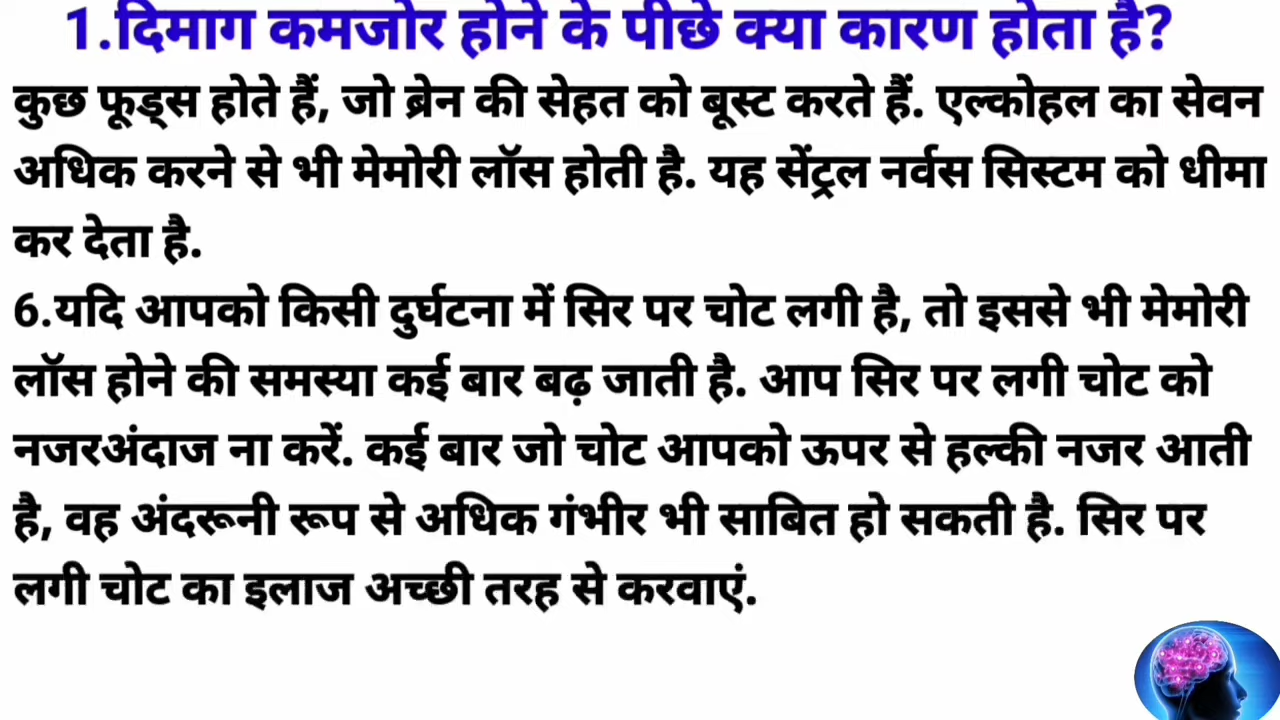 1.दिमाग कमजोर होने के पीछे क्या कारण होता है?
कुछ फूड्स होते हैं, जो ब्रेन की सेहत को बूस्ट करते हैं. एल्कोहल का सेवन
अधिक करने से भी मेमोरी लॉस होती है. यह सेंट्रल नर्वस सिस्टम को धीमा
कर देता है.
6.यदि आपको किसी दुर्घटना में सिर पर चोट लगी है, तो इससे भी मेमोरी
लॉस होने की समस्या कई बार बढ़ जाती है. आप सिर पर लगी चोट को
नजरअंदाज ना करें. कई बार जो चोट आपको ऊपर से हल्की नजर आती
है, वह अंदरूनी रूप से अधिक गंभीर भी साबित हो सकती है. सिर पर
लगी चोट का इलाज अच्छी तरह से करवाएं.